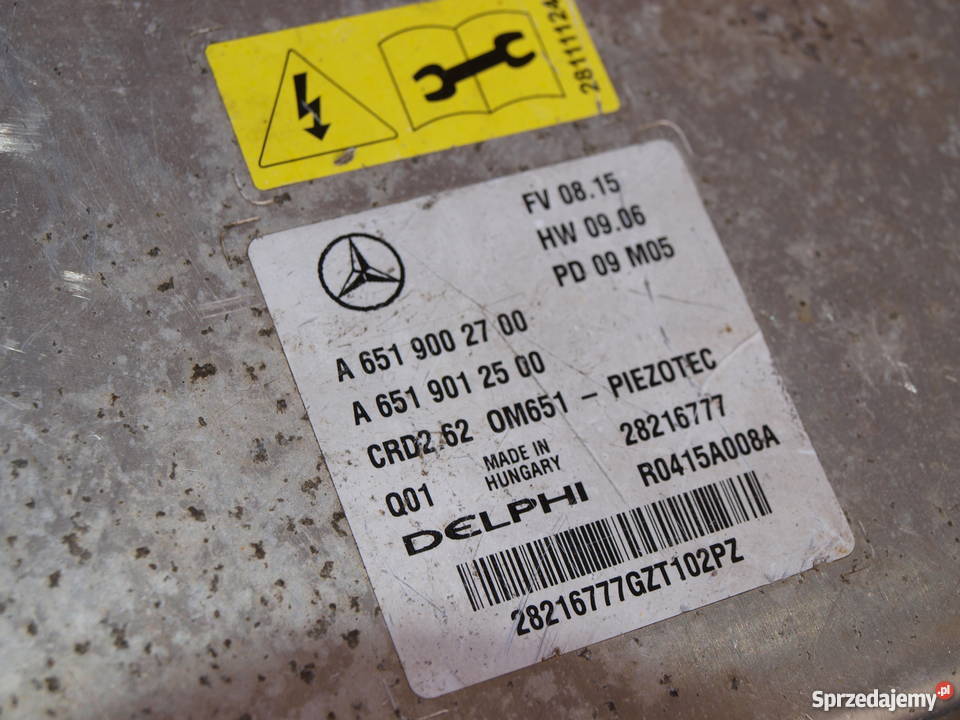 28111124
FV 08.15
HW 09.06
PD 09 M05
A 651 900 27 00
A 651 901 25 00
CRD2 62 OM651 – PIEZOTEC
Q01 MADE IN HUNGARY 28216777
DELPHI R0415A008A
28216777GZT102PZ
Sprzedajemy.pl